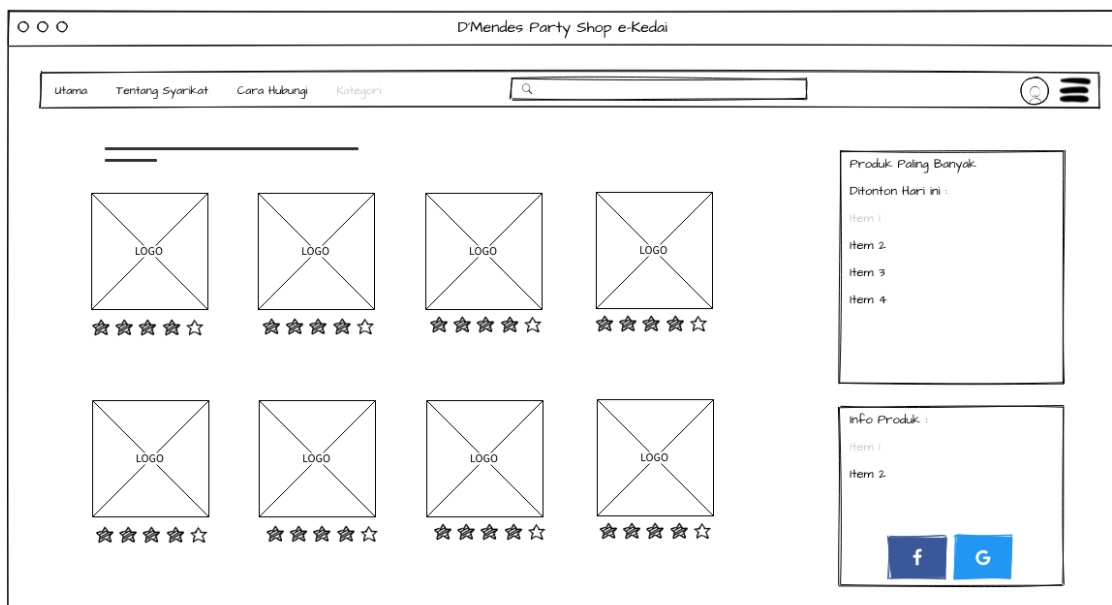 D'Mendes Party Shop e-Kedai
Utama Tentang Syarikat Cara Hubungi Kategori
Produk Paling Banyak
Ditonton Hari ini :
Item 1
Item 2
Item 3
Item 4
LOGO LOGO LOGO LOGO
LOGO LOGO LOGO LOGO
Info Produk :
Item 1
Item 2
f G